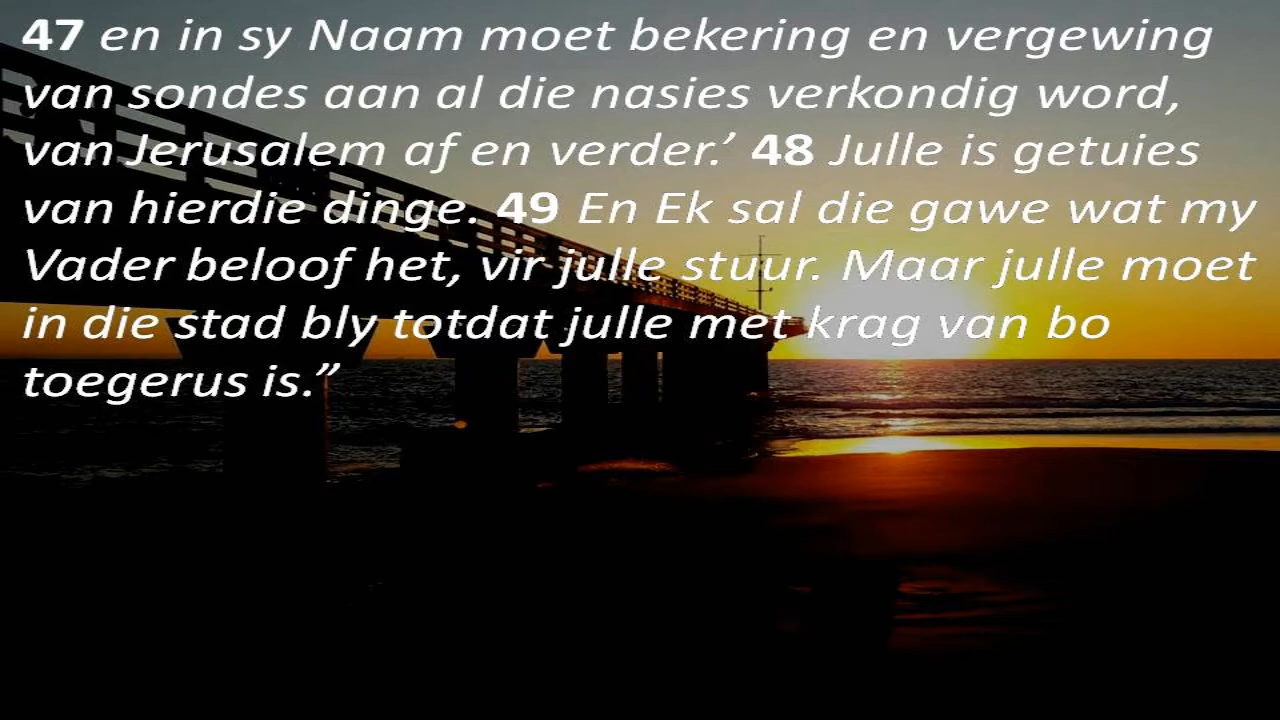 47 en in sy Naam moet bekering en vergewing
van sondes aan al die nasies verkondig word,
van Jerusalem af en verder.’ 48 Julle is getuies
van hierdie dinge. 49 En Ek sal die gawe wat my
Vader beloof het, vir julle stuur. Maar julle moet
in die stad bly totdat julle met krag van bo
toegerus is.”